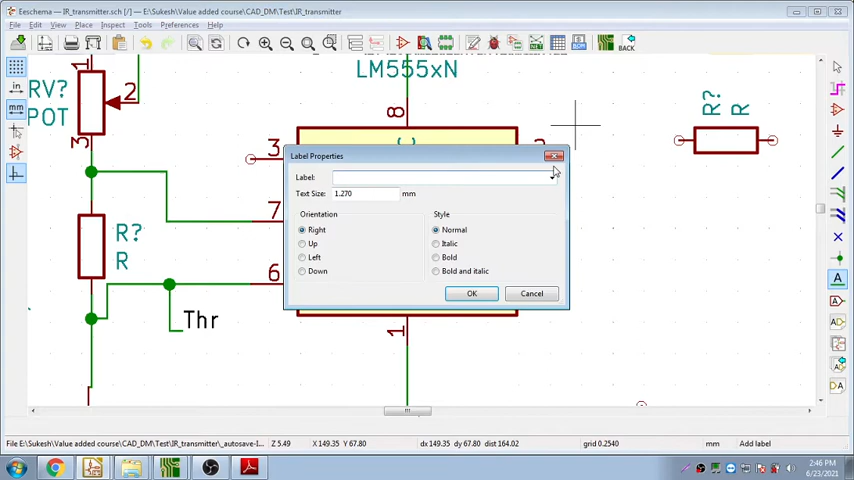 Eeschema — IR_transmitter.sch [/] — E:\Sukesh\Value added course\CAD_DM\Test\IR_transmitter
File Edit View Place Inspect Tools Preferences Help
BOM
BACK
LM555xN
1
RV?
POT
2
3
8
3
R?
R
in
mm
Label Properties
Label:
Text Size: 1.270 mm
Orientation
Right
Up
Left
Down
Style
Normal
Italic
Bold
Bold and italic
OK
Cancel
7
R?
R
6
Thr
1
A
File E:\Sukesh\Value added course\CAD_DM\Test\IR_transmitter\_autosave-I...
Z 5.49
X 149.35 Y 67.80
dx 149.35 dy 67.80 dist 164.02
grid 0.2540
mm
Add label
2:46 PM
6/23/2021